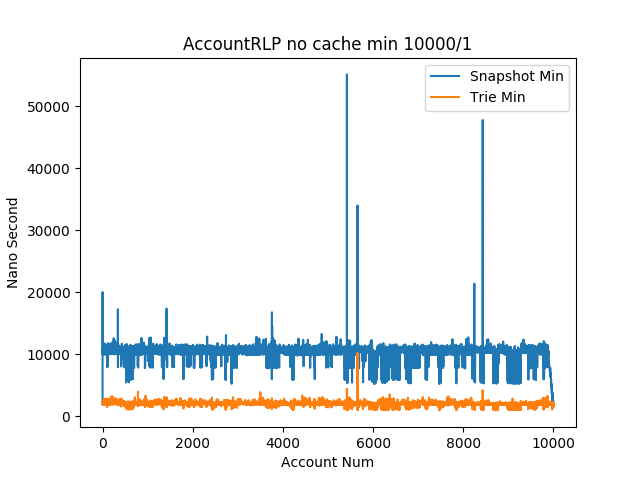 AccountRLP no cache min 10000/1
Snapshot Min
Trie Min
50000
40000
30000
20000
10000
0
Nano Second
0 2000 4000 6000 8000 10000
Account Num